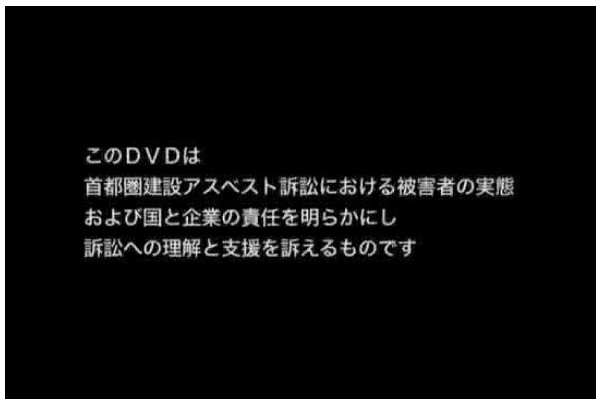 このＤＶＤは
首都圏建設アスベスト訴訟における被害者の実態
および国と企業の責任を明らかにし
訴訟への理解と支援を訴えるものです